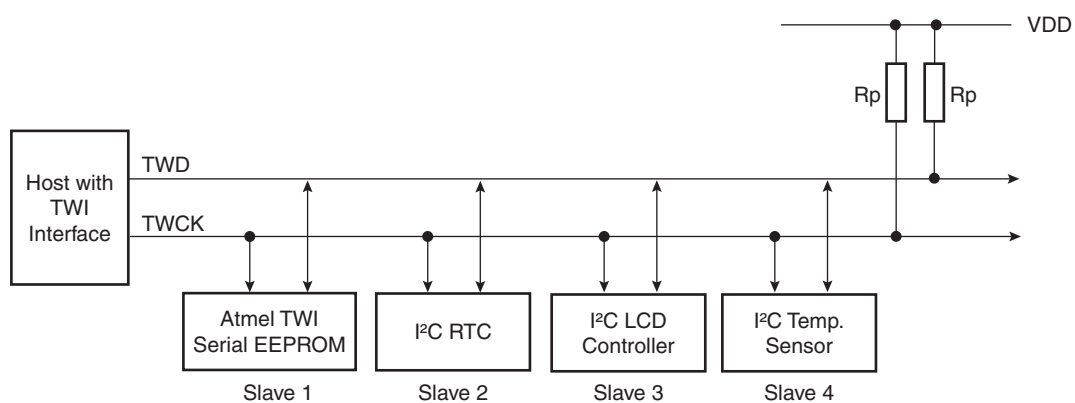 VDD
Rp
Rp
Host with
TWI
Interface
TWD
TWCK
Atmel TWI
Serial EEPROM
Slave 1
I²C RTC
Slave 2
I²C LCD
Controller
Slave 3
I²C Temp.
Sensor
Slave 4